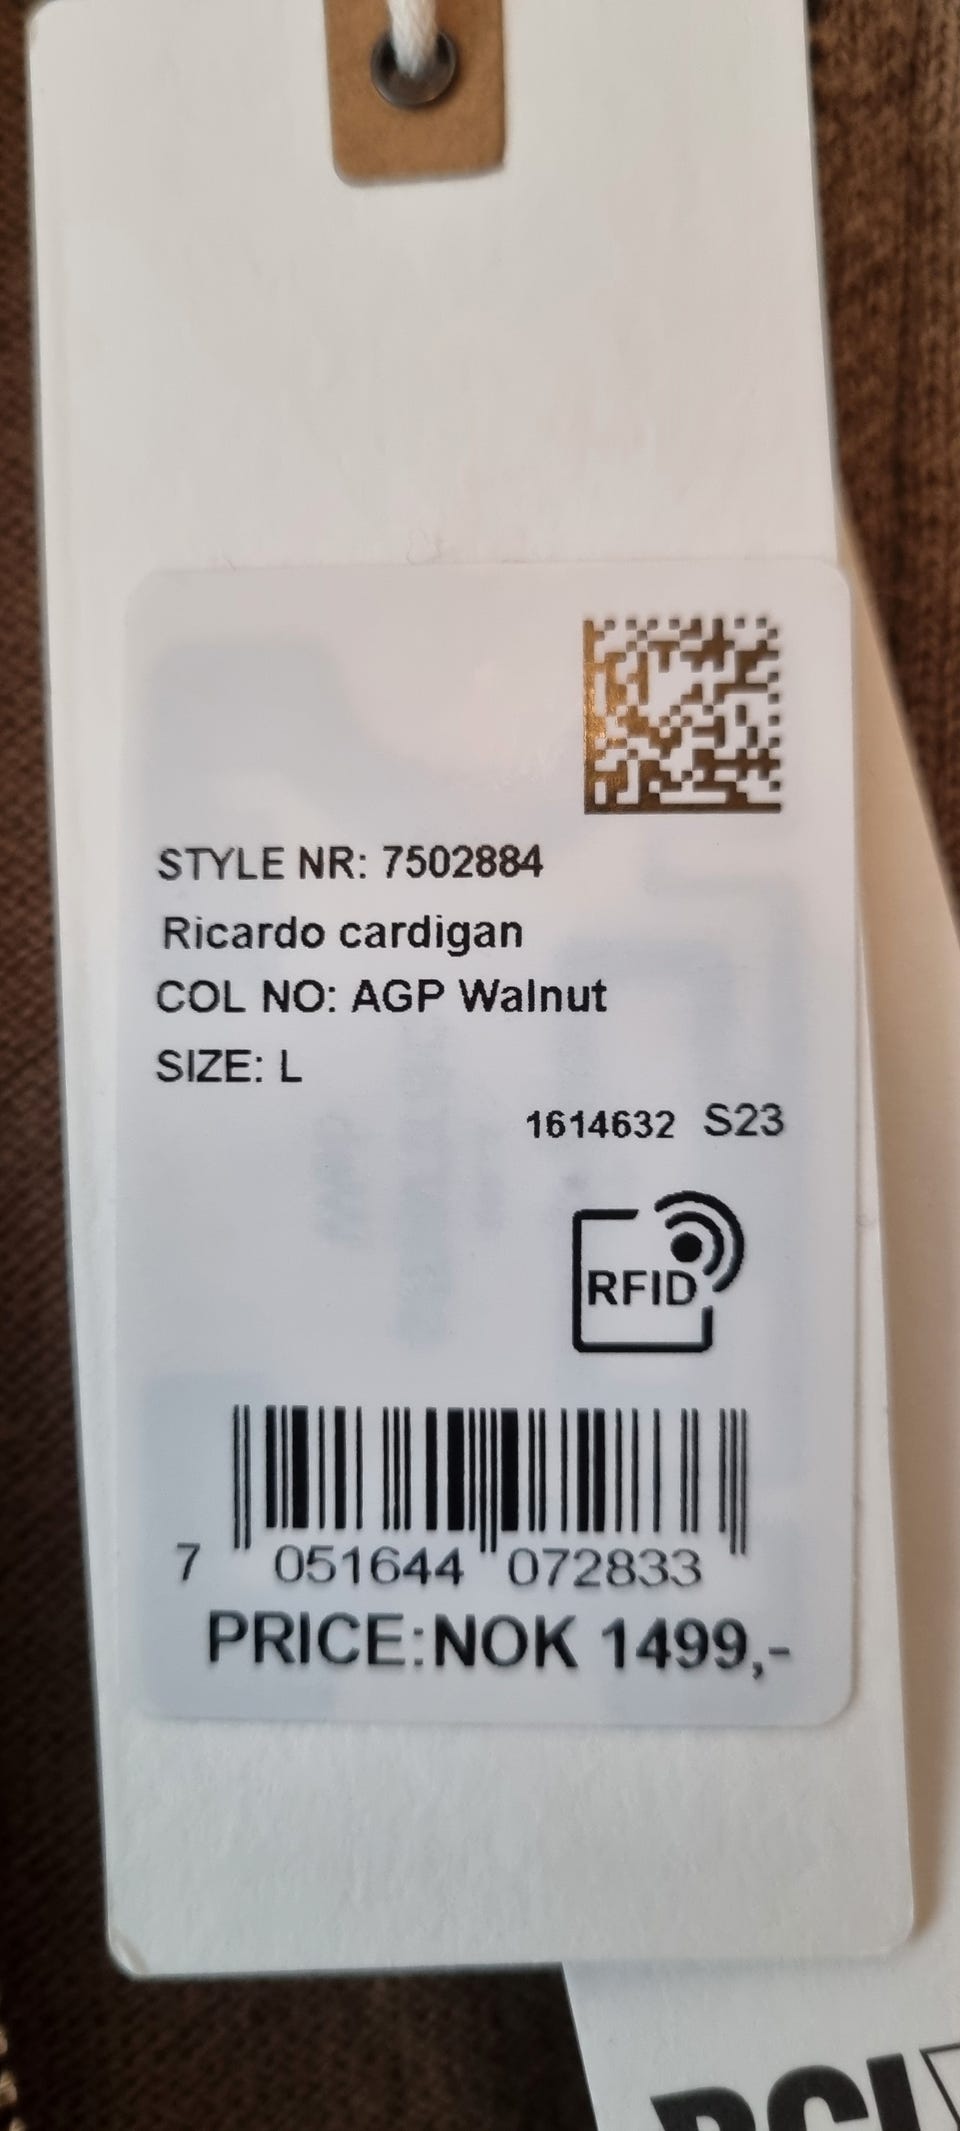 STYLE NR: 7502884
Ricardo cardigan
COL NO: AGP Walnut
SIZE: L
1614632 S23
RFID
7 051644 072833
PRICE:NOK 1499,-